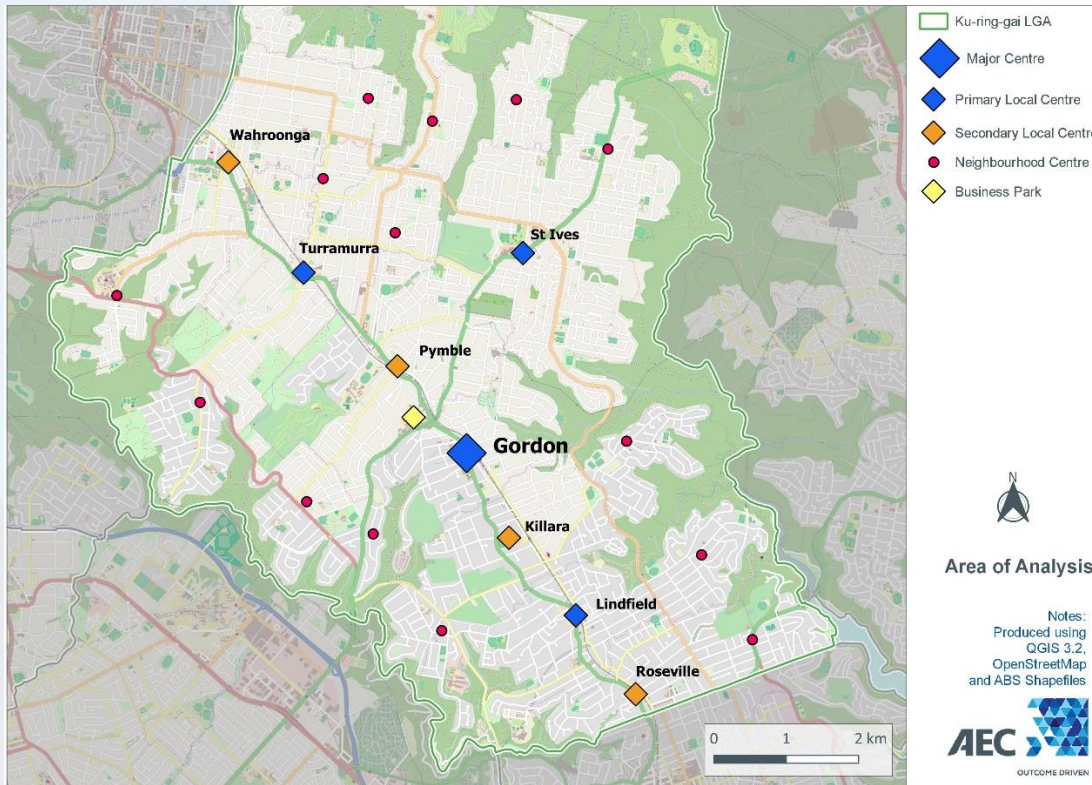 Wahroonga
Turramurra
St Ives
Pymble
Gordon
Killara
Lindfield
Roseville
0 1 2 km
Ku-ring-gai LGA
Major Centre
Primary Local Centre
Secondary Local Centre
Neighbourhood Centre
Business Park
N
Area of Analysis
Notes:
Produced using
QGIS 3.2,
OpenStreetMap
and ABS Shapefiles
AEC
OUTCOME DRIVEN